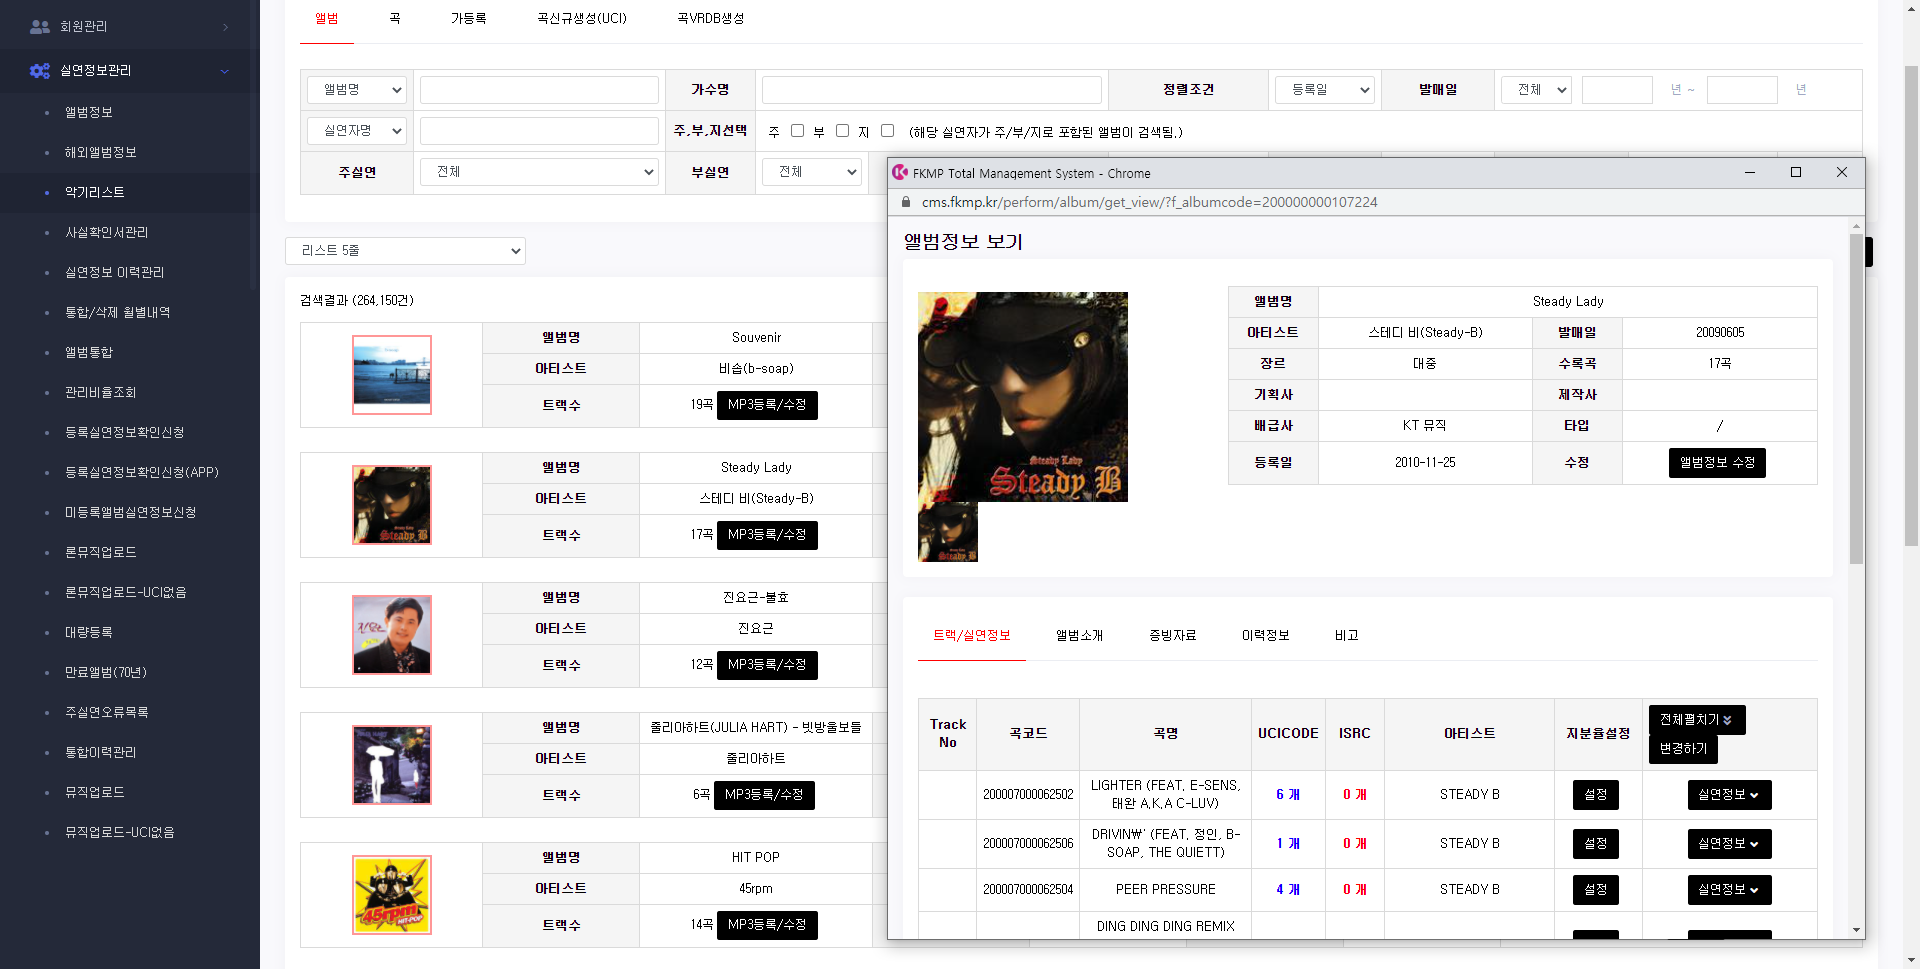 회원관리
실연정보관리
앨범정보
해외앨범정보
악기리스트
사실확인서관리
실연정보 이력관리
통합/삭제 월별내역
앨범통합
관리비율조회
등록실연정보확인신청
등록실연정보확인신청(APP)
미등록앨범실연정보신청
론뮤직업로드
론뮤직업로드-UCI없음
대량등록
만료앨범(70년)
주실연오류목록
통합이력관리
뮤직업로드
뮤직업로드-UCI없음
앨범 곡 가등록 곡신규생성(UCI) 곡VRDB생성
앨범명 가수명 정렬조건 등록일 발매일 전체 년 ~ 년
실연자명 주,부,지선택 주 부 지 (해당 실연자가 주/부/지로 포함된 앨범이 검색됨.)
주실연 전체 부실연 전체
리스트 5줄
검색결과 (264,150건)
앨범명 Souvenir
아티스트 비솝(b-soap)
트랙수 19곡 MP3등록/수정
앨범명 Steady Lady
아티스트 스테디 비(Steady-B)
트랙수 17곡 MP3등록/수정
앨범명 진요근-불효
아티스트 진요근
트랙수 12곡 MP3등록/수정
앨범명 줄리아하트(JULIA HART) - 빗방울보들
아티스트 줄리아하트
트랙수 6곡 MP3등록/수정
앨범명 HIT POP
아티스트 45rpm
트랙수 14곡 MP3등록/수정
FKMP Total Management System - Chrome
cms.fkmp.kr/perform/album/get_view/?f_albumcode=200000000107224
앨범정보 보기
Steady Lady
Steady B
앨범명 Steady Lady
아티스트 스테디 비(Steady-B) 발매일 20090605
장르 대중 수록곡 17곡
기획사 제작사
배급사 KT 뮤직 타입 /
등록일 2010-11-25 수정 앨범정보 수정
트랙/실연정보 앨범소개 증빙자료 이력정보 비고
Track No 곡코드 곡명 UCICODE ISRC 아티스트 지분율설정 전체펼치기
변경하기
200007000062502 LIGHTER (FEAT. E-SENS, 태완 A.K.A C-LUV) 6 개 0 개 STEADY B 설정 실연정보
200007000062506 DRIVIN₩' (FEAT. 정인, B-SOAP, THE QUIETT) 1 개 0 개 STEADY B 설정 실연정보
200007000062504 PEER PRESSURE 4 개 0 개 STEADY B 설정 실연정보
DING DING DING REMIX